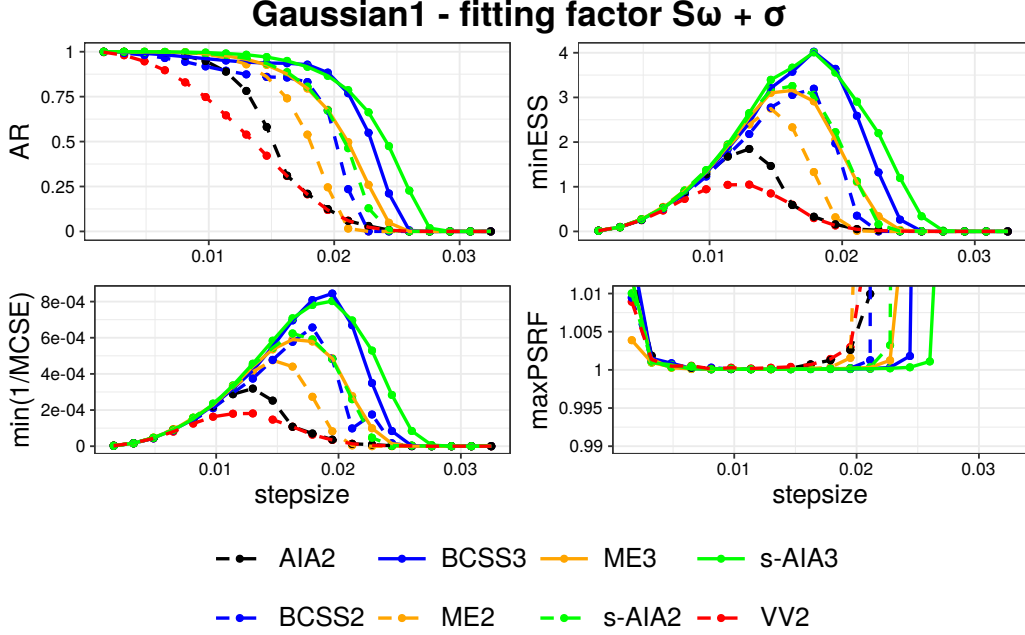 Gaussian1 - fitting factor Sω + σ
AR
1
0.75
0.5
0.25
0
0.01
0.02
0.03
minESS
4
3
2
1
0
0.01
0.02
0.03
min(1/MCSE)
8e-04
6e-04
4e-04
2e-04
0
0.01
0.02
0.03
stepsize
maxPSRF
1.01
1.005
1
0.995
0.99
0.01
0.02
0.03
stepsize
AIA2
BCSS3
ME3
s-AIA3
BCSS2
ME2
s-AIA2
VV2